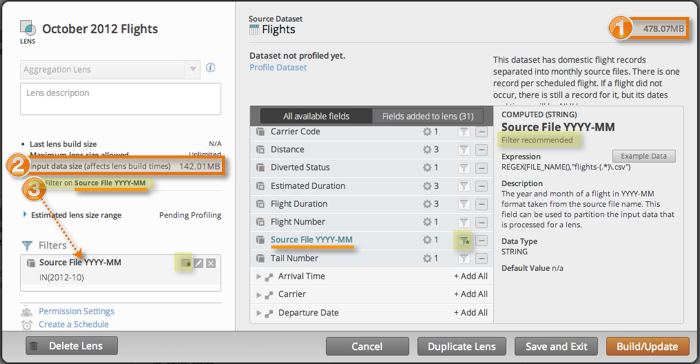 October 2012 Flights
LENS
Aggregation Lens
Lens description
Last lens build size N/A
Maximum lens size allowed Unlimited
2
Input data size (affects lens build times) 142.01MB
Filter on Source File YYYY-MM
3
Estimated lens size range Pending Profiling
Filters
Source File YYYY-MM
IN(2012-10)
Permission Settings
Create a Schedule
Source Dataset
Flights
1
478.07MB
Dataset not profiled yet.
Profile Dataset
This dataset has domestic flight records
separated into monthly source files. There is one
record per scheduled flight. If a flight did not
occur, there is still a record for it, but its dates
All available fields
Fields added to lens (31)
Carrier Code 1
Distance 3
Diverted Status 1
Estimated Duration 3
Flight Duration 3
Flight Number 1
Source File YYYY-MM 1
Tail Number 1
Arrival Time + Add All
Carrier + Add All
Departure Date + Add All
COMPUTED (STRING)
Source File YYYY-MM
Filter recommended
Expression
Example Data
REGEX(FILE_NAME(),"flights-(.*)\.csv")
Description
The year and month of a flight in YYYY-MM
format taken from the source file name. This
field can be used to partition the input data that
is processed for a lens.
Data Type
STRING
Default Value n/a
Delete Lens
Cancel
Duplicate Lens
Save and Exit
Build/Update